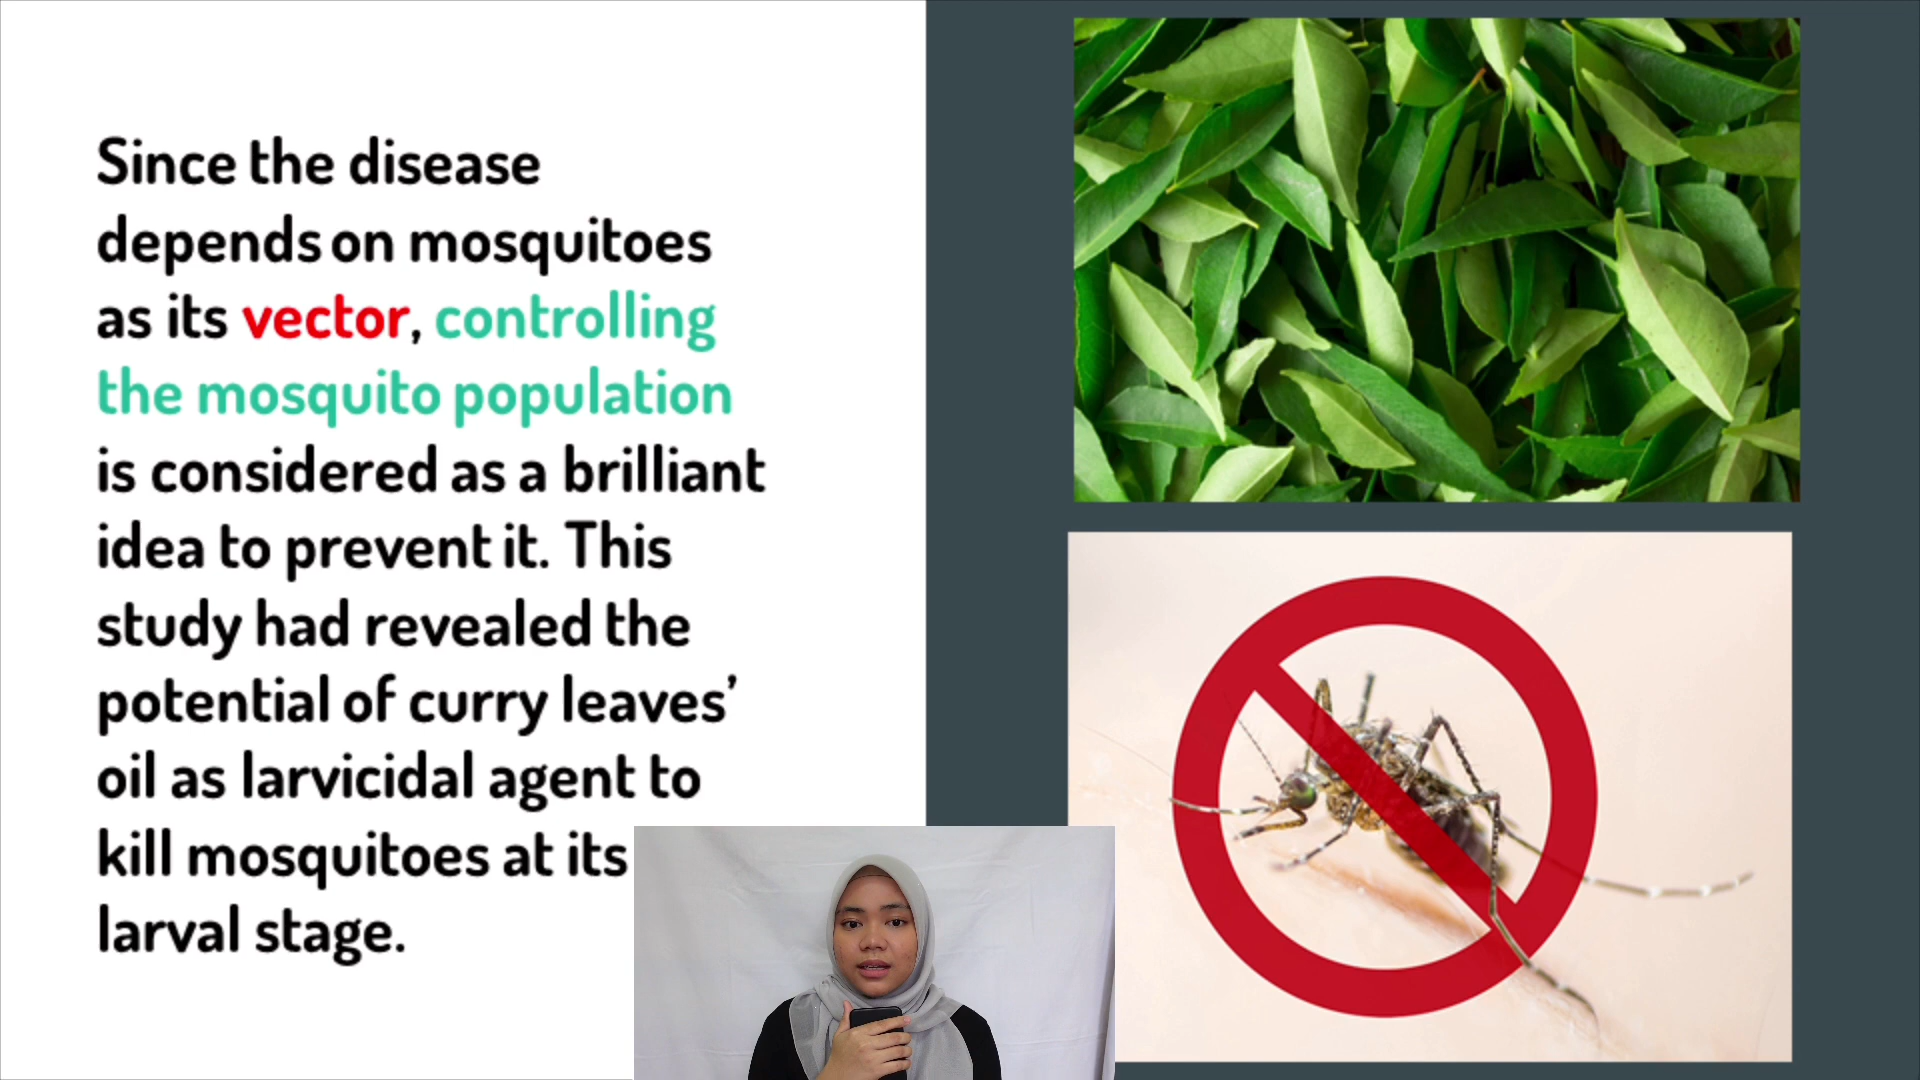 Since the disease
depends on mosquitoes
as its vector, controlling
the mosquito population
is considered as a brilliant
idea to prevent it. This
study had revealed the
potential of curry leaves’
oil as larvicidal agent to
kill mosquitoes at its
larval stage.